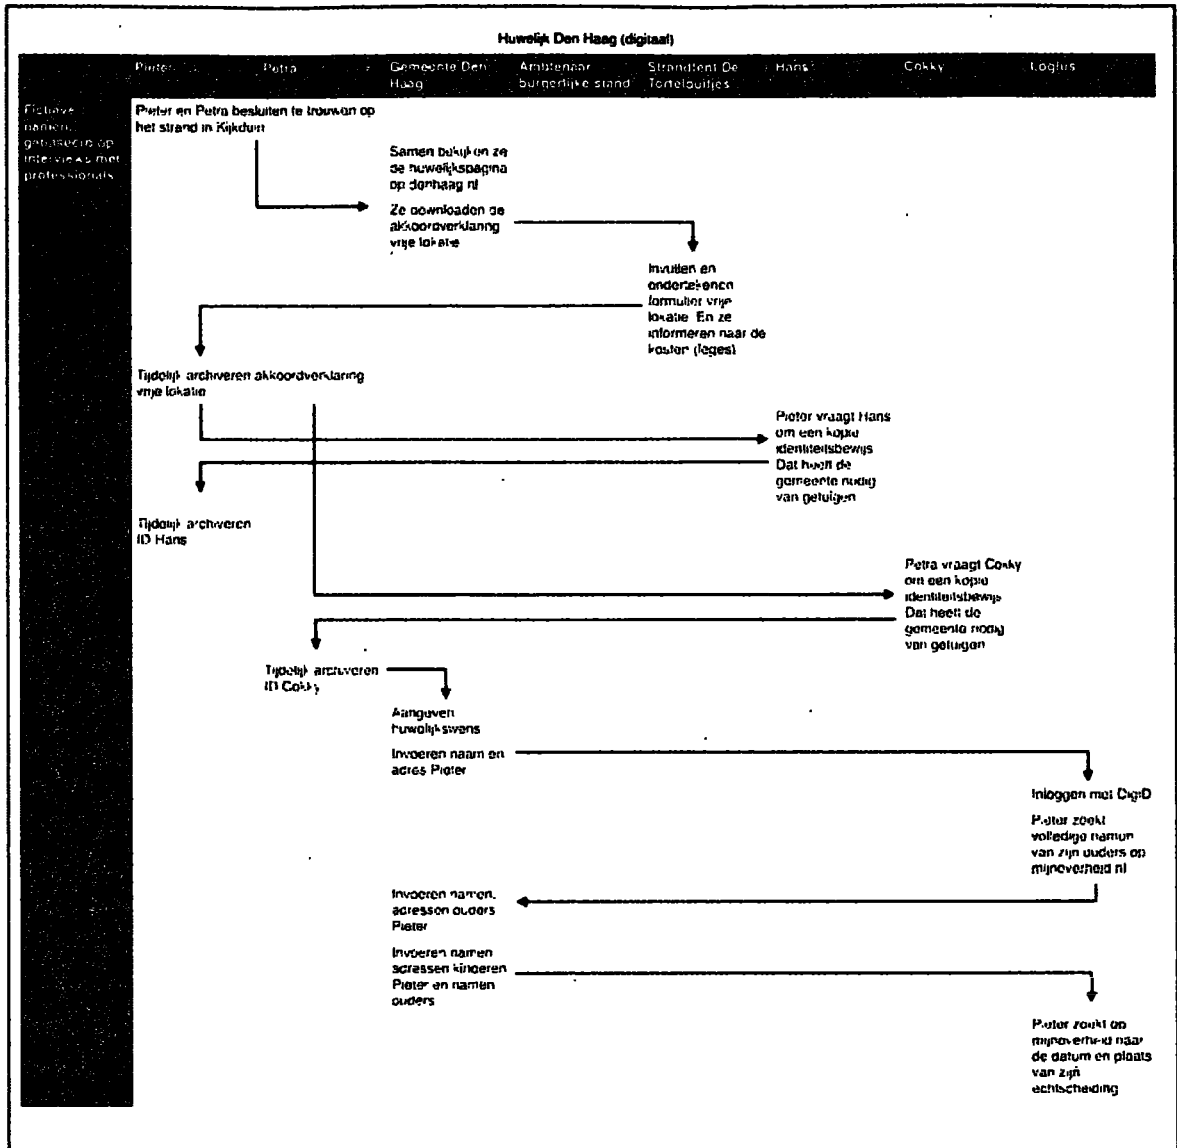 Huwelijk Den Haag (digitaal)
Pieter
Petra
Gemeente Den
Haag
Ambtenaar
burgerlijke stand
Strandtent De
Tortelduifjes
Hans
Cokky
Logius
Fictieve
namen,
gebaseerd op
interviews met
professionals
Pieter en Petra besluiten te trouwen op
het strand in Kijkduin
Samen bekijken ze
de huwelijkspagina
op denhaag nl
Ze downloaden de
akkoordverklaring
vrije lokatie
Invullen en
ondertekenen
formulier vrije
lokatie. En ze
informeren naar de
kosten (leges)
Tijdelijk archiveren akkoordverklaring
vrije lokatie
Pieter vraagt Hans
om een kopie
identiteitsbewijs
Dat heeft de
gemeente nodig
van getuigen
Tijdelijk archiveren
ID Hans
Petra vraagt Cokky
om een kopie
identiteitsbewijs
Dat heeft de
gemeente nodig
van getuigen
Tijdelijk archiveren
ID Cokky
Aangeven
huwelijkswens
Invoeren naam en
adres Pieter
Inloggen met DigiD
Pieter zoekt
volledige namen
van zijn ouders op
mijnoverheid nl
Invoeren namen,
adressen ouders
Pieter
Invoeren namen
adressen kinderen
Pieter en namen
ouders
Pieter zoekt op
mijnoverheid naar
de datum en plaats
van zijn
echtscheiding